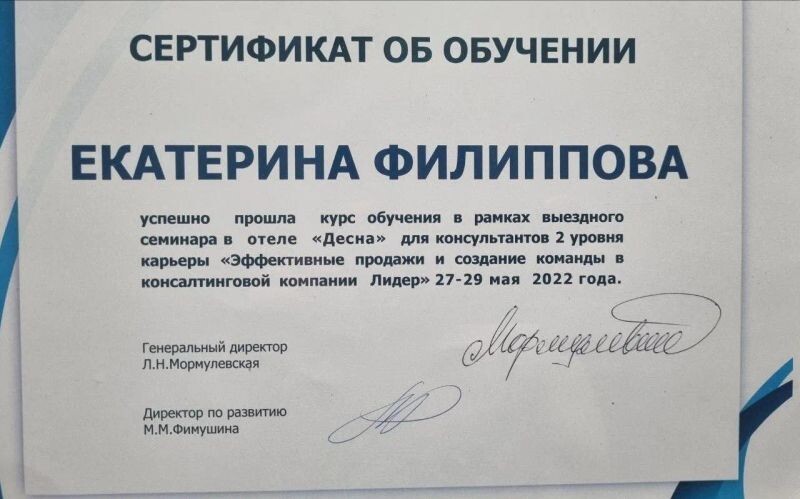 СЕРТИФИКАТ ОБ ОБУЧЕНИИ
ЕКАТЕРИНА ФИЛИППОВА
успешно прошла курс обучения в рамках выездного
семинара в отеле «Десна» для консультантов 2 уровня
карьеры «Эффективные продажи и создание команды в
консалтинговой компании Лидер» 27-29 мая 2022 года.
Генеральный директор
Л.Н.Мормулевская
Директор по развитию
М.М.Фимушина